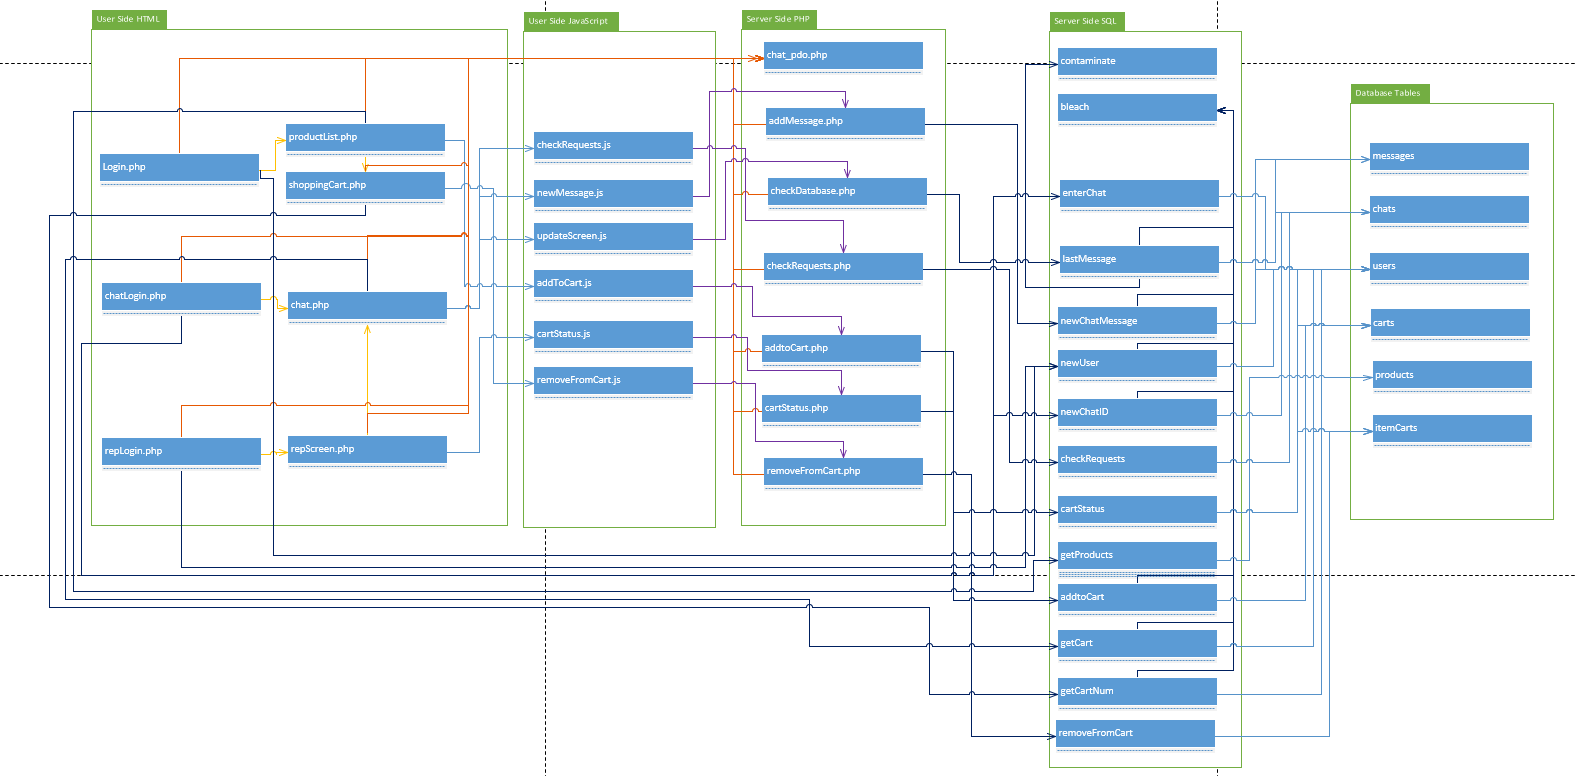 User Side HTML
Login.php
productList.php
shoppingCart.php
chatLogin.php
chat.php
repLogin.php
repScreen.php
User Side JavaScript
checkRequests.js
newMessage.js
updateScreen.js
addToCart.js
cartStatus.js
removeFromCart.js
Server Side PHP
chat_pdo.php
addMessage.php
checkDatabase.php
checkRequests.php
addtoCart.php
cartStatus.php
removeFromCart.php
Server Side SQL
contaminate
bleach
enterChat
lastMessage
newChatMessage
newUser
newChatID
checkRequests
cartStatus
getProducts
addtoCart
getCart
getCartNum
removeFromCart
Database Tables
messages
chats
users
carts
products
itemCarts